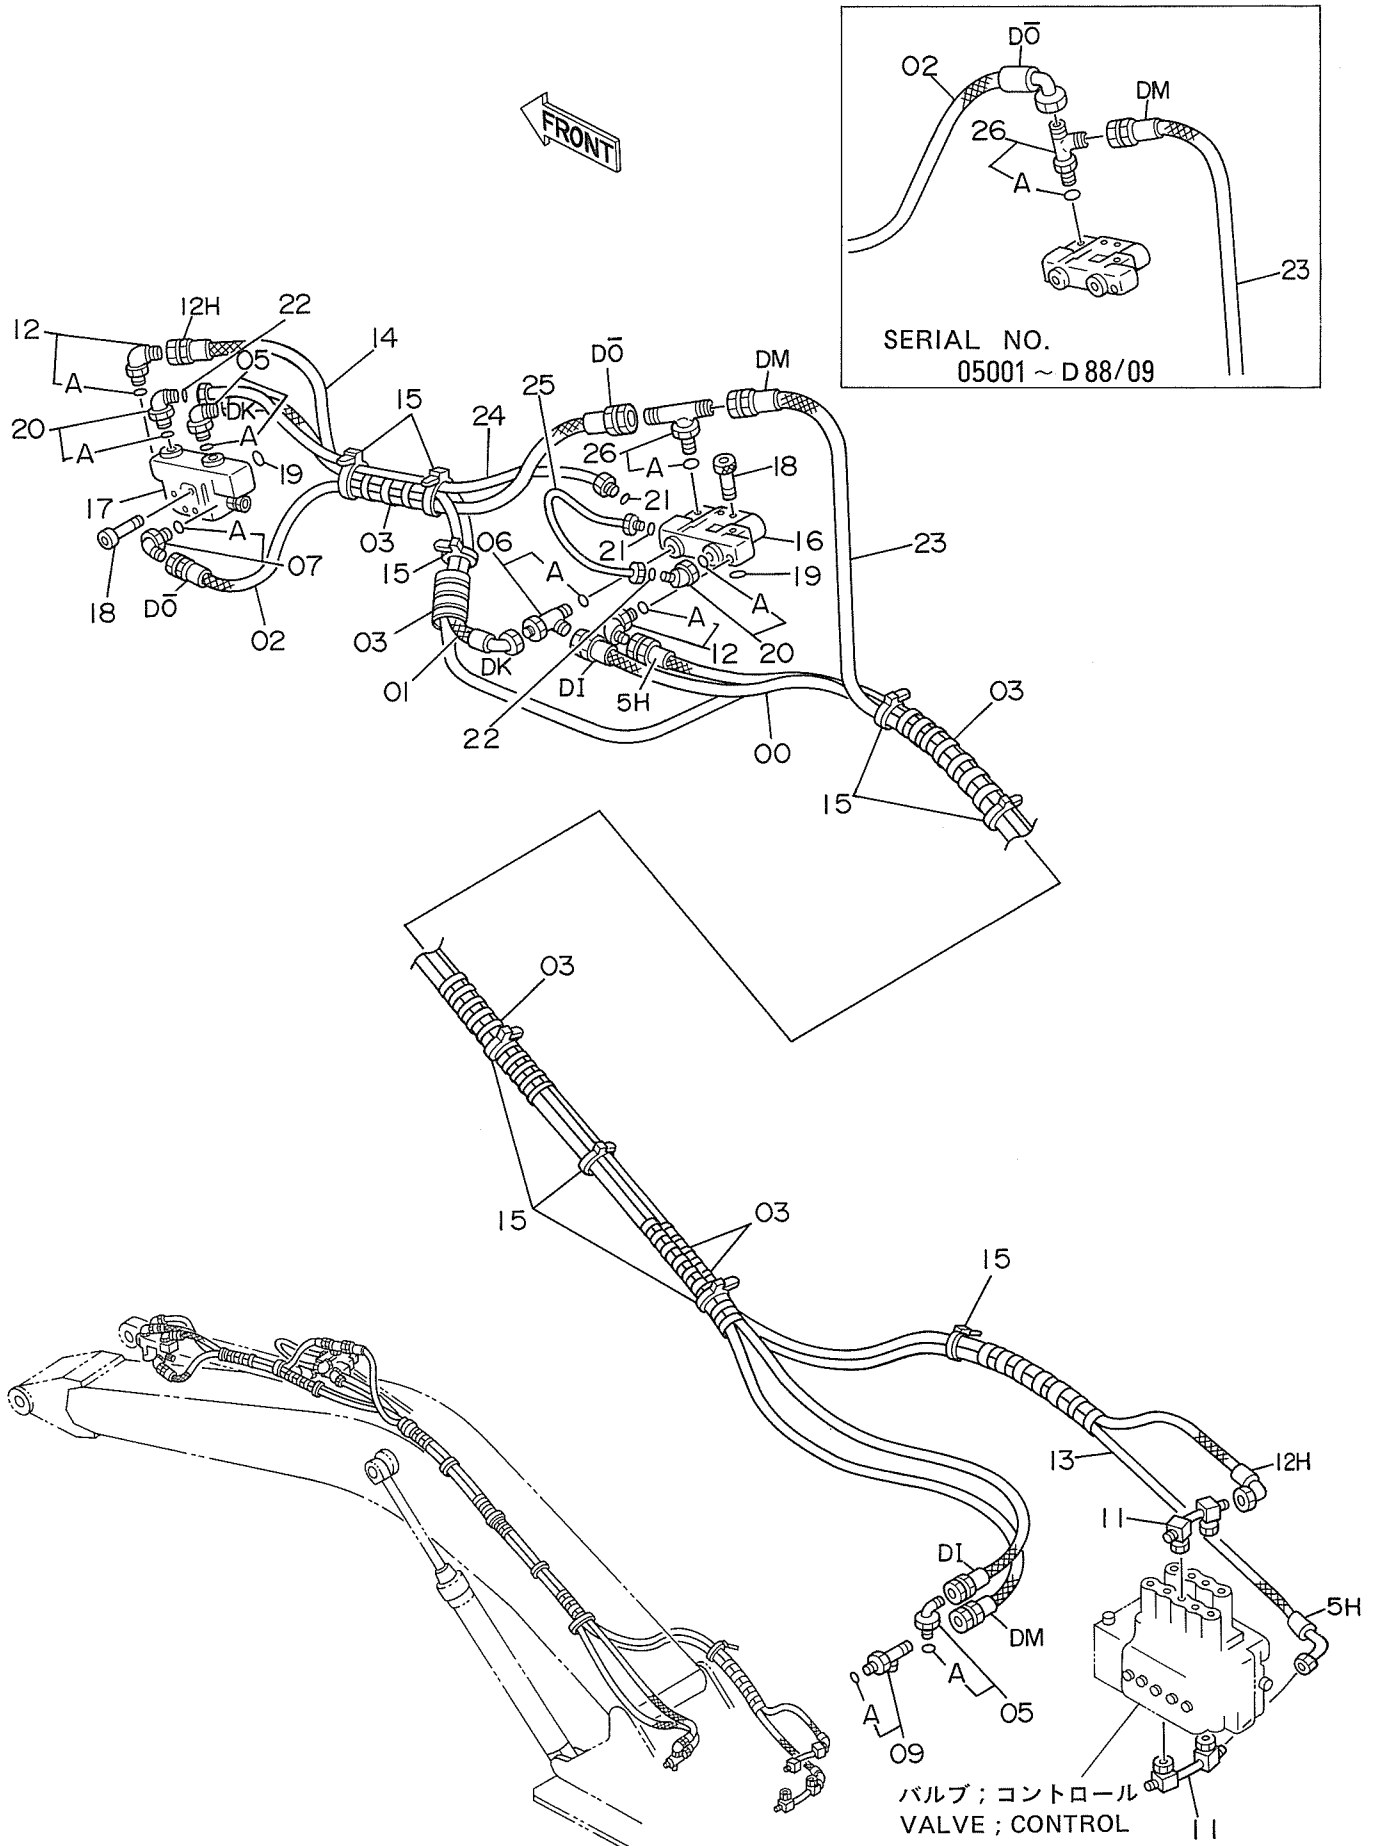 DŌ
02
DM
26
A
23
SERIAL NO.
05001 ~ D 88/09
FRONT
12H
22
12
14
05
DŌ
DM
A
25
15
24
DK
20
A
A
26
A
18
19
17
21
A
03
06
21
16
23
18
07
15
A
19
DŌ
A
A
02
03
12
20
DK
DI
01
5H
03
22
00
15
03
15
03
15
13
12H
11
DI
5H
DM
A
05
A
09
バルブ ; コントロール
VALVE ; CONTROL
11